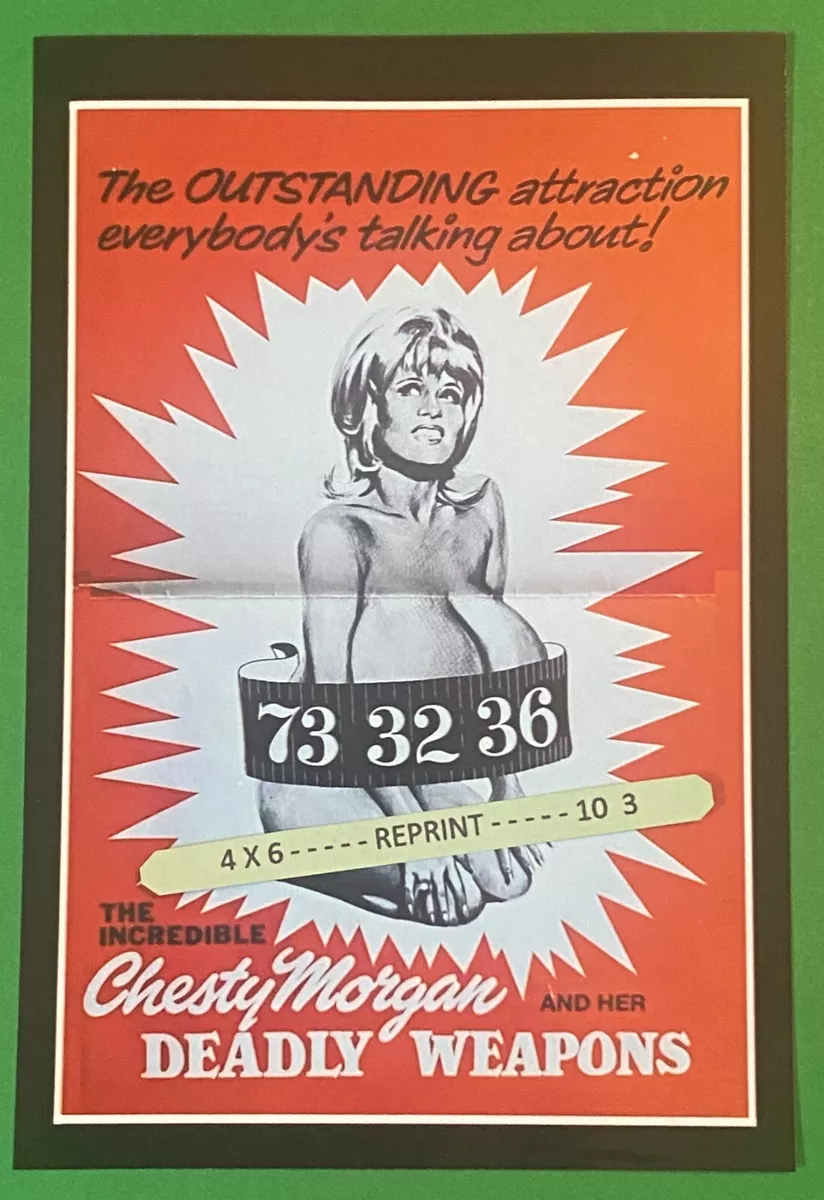 The OUTSTANDING attraction
everybody's talking about!
73 32 36
4 X 6 ----- REPRINT ----- 10 3
THE
INCREDIBLE
Chesty Morgan AND HER
DEADLY WEAPONS